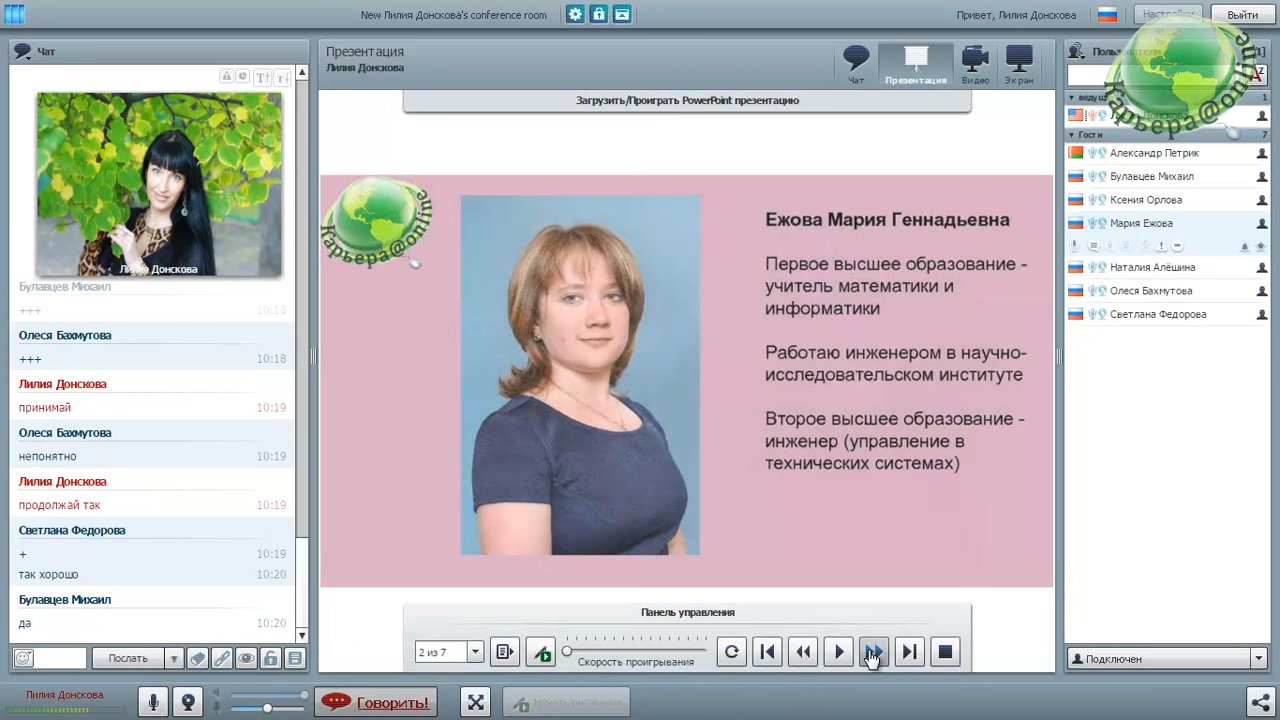 New Лилия Донскова's conference room
Привет, Лилия Донскова
Настройки
Выйти
Чат
Лилия Донскова
Булавцев Михаил
+++ 10:18
Олеся Бахмутова
+++ 10:18
Лилия Донскова
принимай 10:19
Олеся Бахмутова
непонятно 10:19
Лилия Донскова
продолжай так 10:19
Светлана Федорова
+ 10:19
так хорошо 10:20
Булавцев Михаил
да 10:20
Послать
Презентация
Лилия Донскова
Чат
Презентация
Видео
Экран
Загрузить/Проиграть PowerPoint презентацию
Карьера@online
Ежова Мария Геннадьевна
Первое высшее образование -
учитель математики и
информатики
Работаю инженером в научно-
исследовательском институте
Второе высшее образование -
инженер (управление в
технических системах)
Панель управления
2 из 7
Скорость проигрывания
Пользователи
Карьера@online
1
Гости 7
Александр Петрик
Булавцев Михаил
Ксения Орлова
Мария Ежова
Наталия Алёшина
Олеся Бахмутова
Светлана Федорова
Подключен
Лилия Донскова
Говорить!